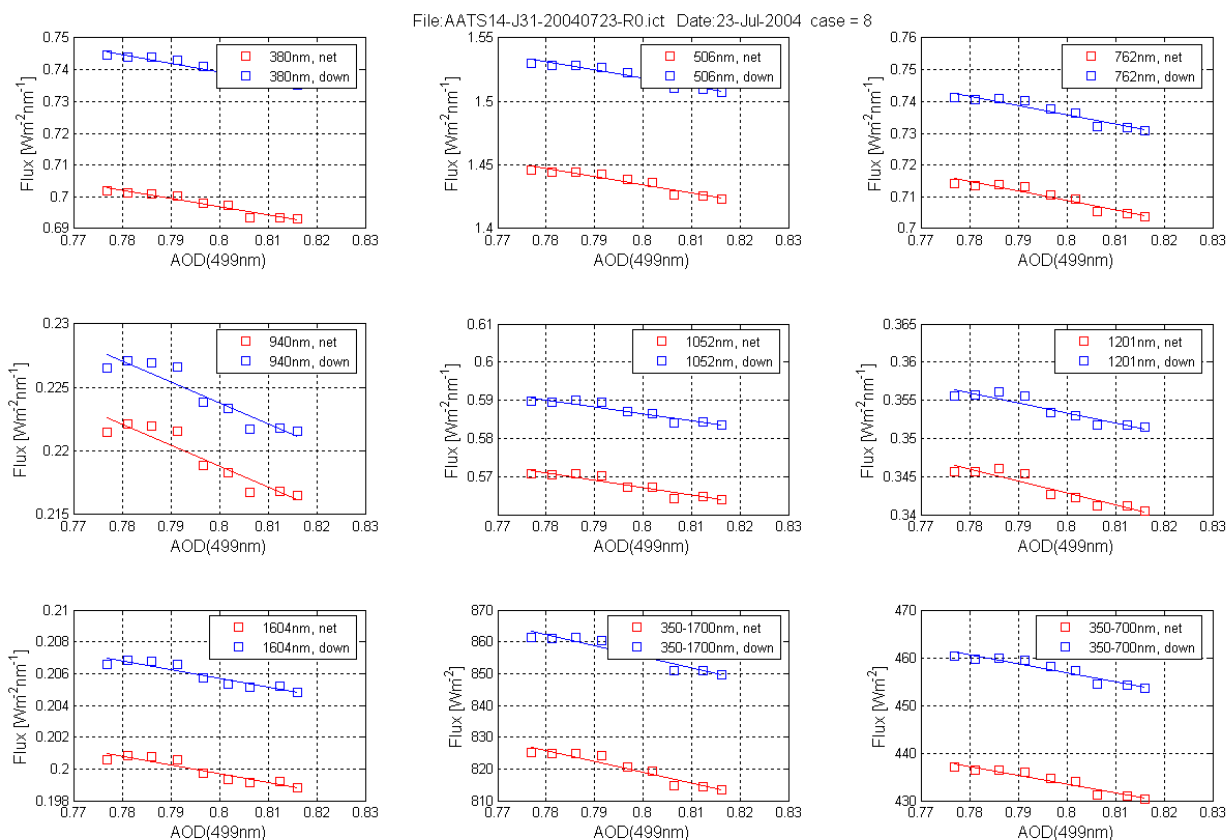 File:AATS14-J31-20040723-R0.ict Date:23-Jul-2004 case = 8
0.75
0.74
0.73
0.72
0.71
0.7
0.69
Flux [Wm-2nm-1]
0.77 0.78 0.79 0.8 0.81 0.82 0.83
AOD(499nm)
380nm, net
380nm, down
1.55
1.5
1.45
1.4
Flux [Wm-2nm-1]
0.77 0.78 0.79 0.8 0.81 0.82 0.83
AOD(499nm)
506nm, net
506nm, down
0.76
0.75
0.74
0.73
0.72
0.71
0.7
Flux [Wm-2nm-1]
0.77 0.78 0.79 0.8 0.81 0.82 0.83
AOD(499nm)
762nm, net
762nm, down
0.23
0.225
0.22
0.215
Flux [Wm-2nm-1]
0.77 0.78 0.79 0.8 0.81 0.82 0.83
AOD(499nm)
940nm, net
940nm, down
0.61
0.6
0.59
0.58
0.57
Flux [Wm-2nm-1]
0.77 0.78 0.79 0.8 0.81 0.82 0.83
AOD(499nm)
1052nm, net
1052nm, down
0.365
0.36
0.355
0.35
0.345
0.34
Flux [Wm-2nm-1]
0.77 0.78 0.79 0.8 0.81 0.82 0.83
AOD(499nm)
1201nm, net
1201nm, down
0.21
0.208
0.206
0.204
0.202
0.2
0.198
Flux [Wm-2nm-1]
0.77 0.78 0.79 0.8 0.81 0.82 0.83
AOD(499nm)
1604nm, net
1604nm, down
870
860
850
840
830
820
810
Flux [Wm-2]
0.77 0.78 0.79 0.8 0.81 0.82 0.83
AOD(499nm)
350-1700nm, net
350-1700nm, down
470
460
450
440
430
Flux [Wm-2]
0.77 0.78 0.79 0.8 0.81 0.82 0.83
AOD(499nm)
350-700nm, net
350-700nm, down